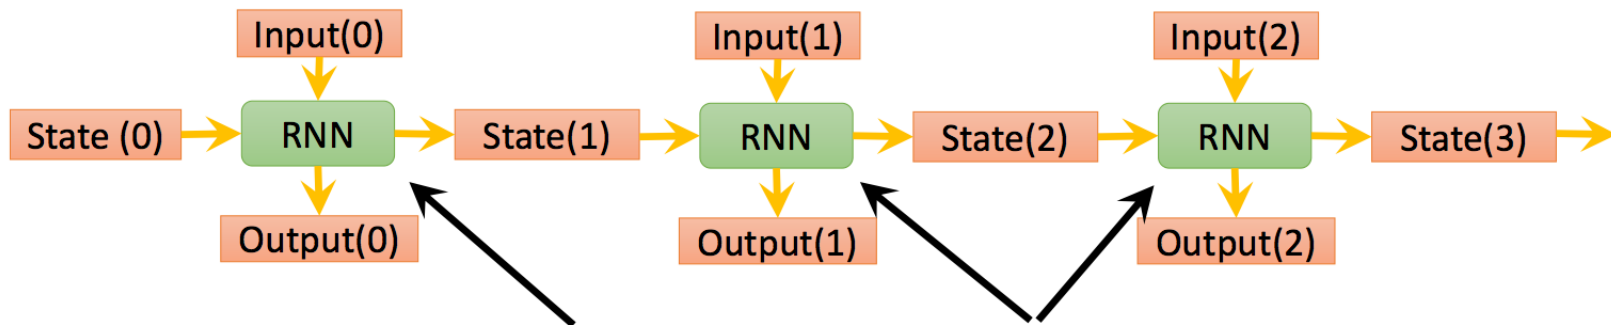 Input(0)
Input(1)
Input(2)
State (0)
RNN
State(1)
RNN
State(2)
RNN
State(3)
Output(0)
Output(1)
Output(2)